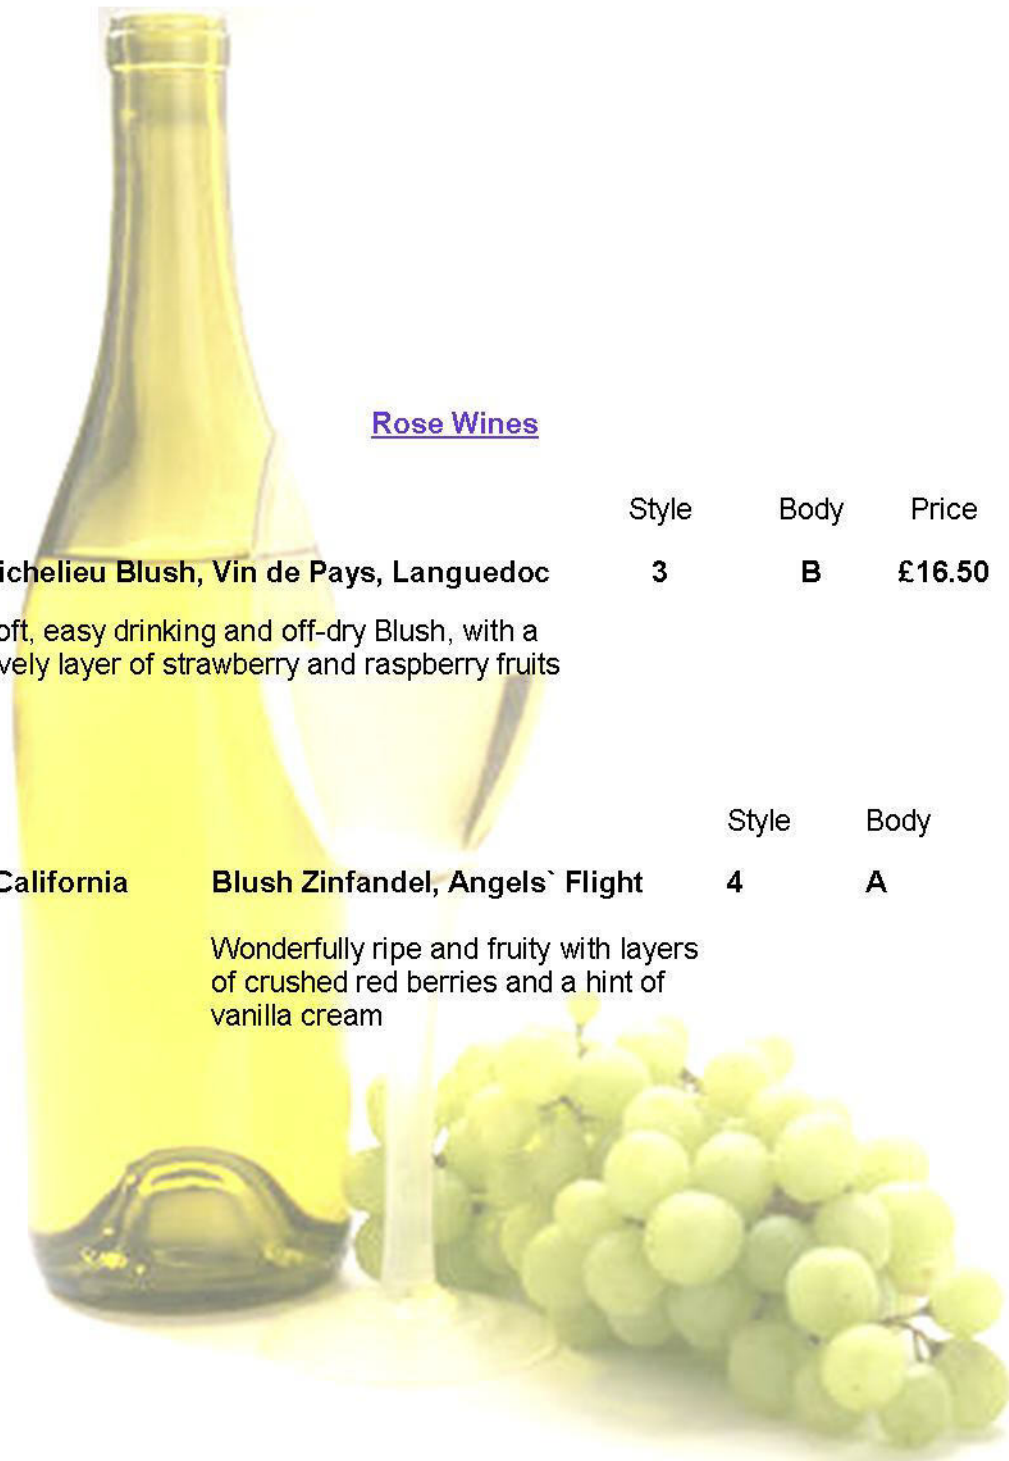 Rose Wines
Style Body Price
ichelieu Blush, Vin de Pays, Languedoc 3 B £16.50
oft, easy drinking and off-dry Blush, with a
vely layer of strawberry and raspberry fruits
Style Body
California Blush Zinfandel, Angels` Flight 4 A
Wonderfully ripe and fruity with layers
of crushed red berries and a hint of
vanilla cream